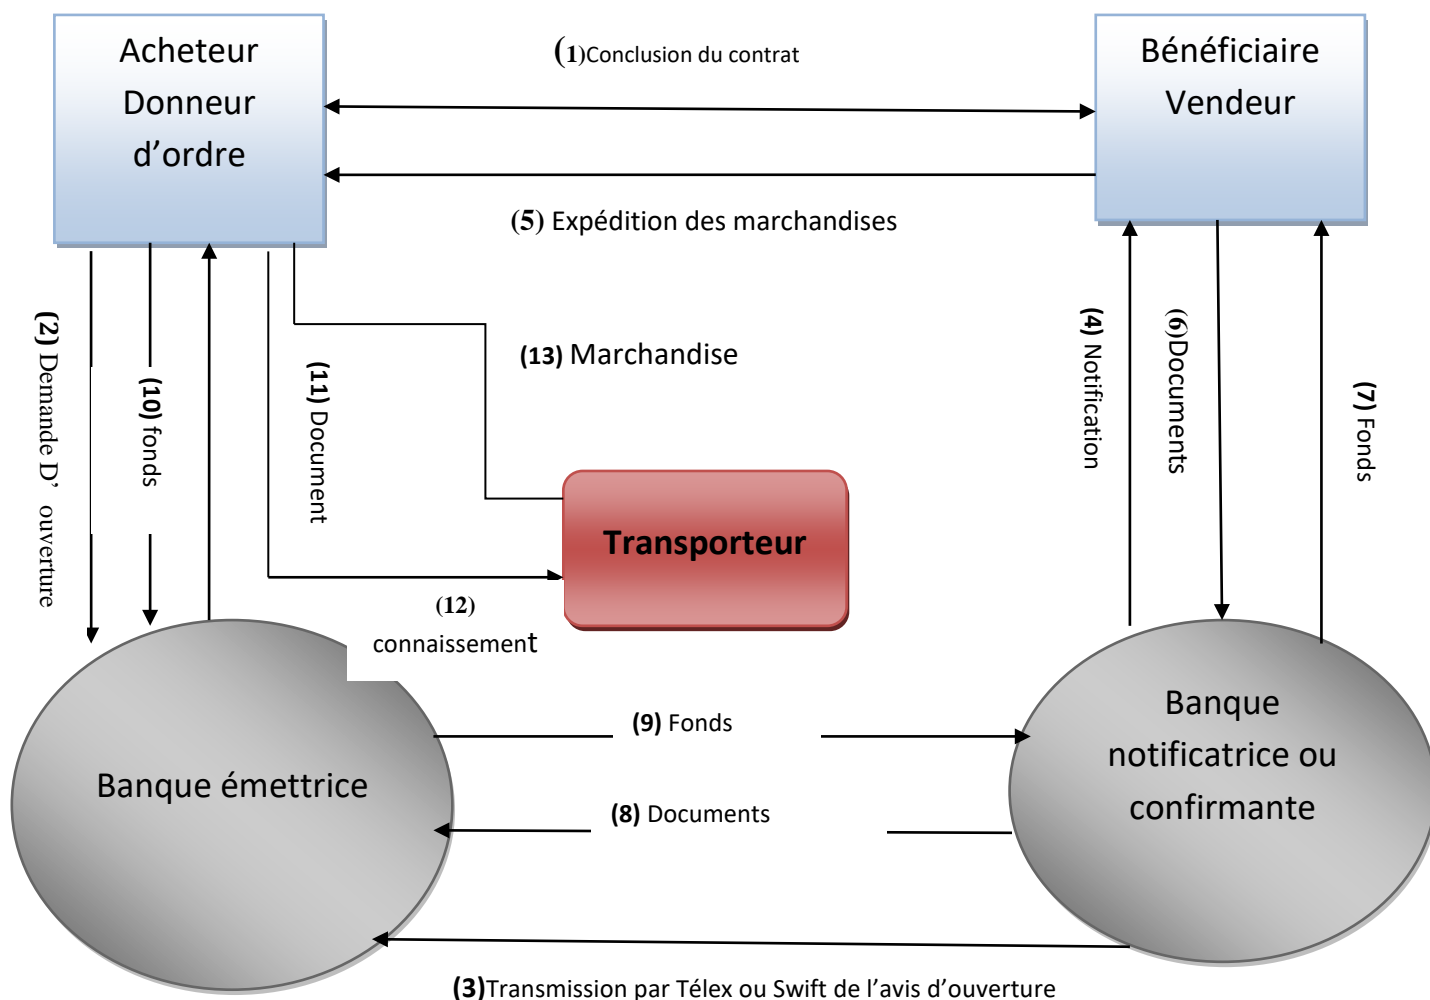 Acheteur
Donneur
d’ordre
(1)Conclusion du contrat
Bénéficiaire
Vendeur
(5) Expédition des marchandises
(2) Demande D’ ouverture
(10) fonds
(11) Document
(13) Marchandise
(4) Notification
(6)Documents
(7) Fonds
Transporteur
(12)
connaissement
Banque émettrice
(9) Fonds
(8) Documents
Banque
notificatrice ou
confirmante
(3)Transmission par Télex ou Swift de l’avis d’ouverture